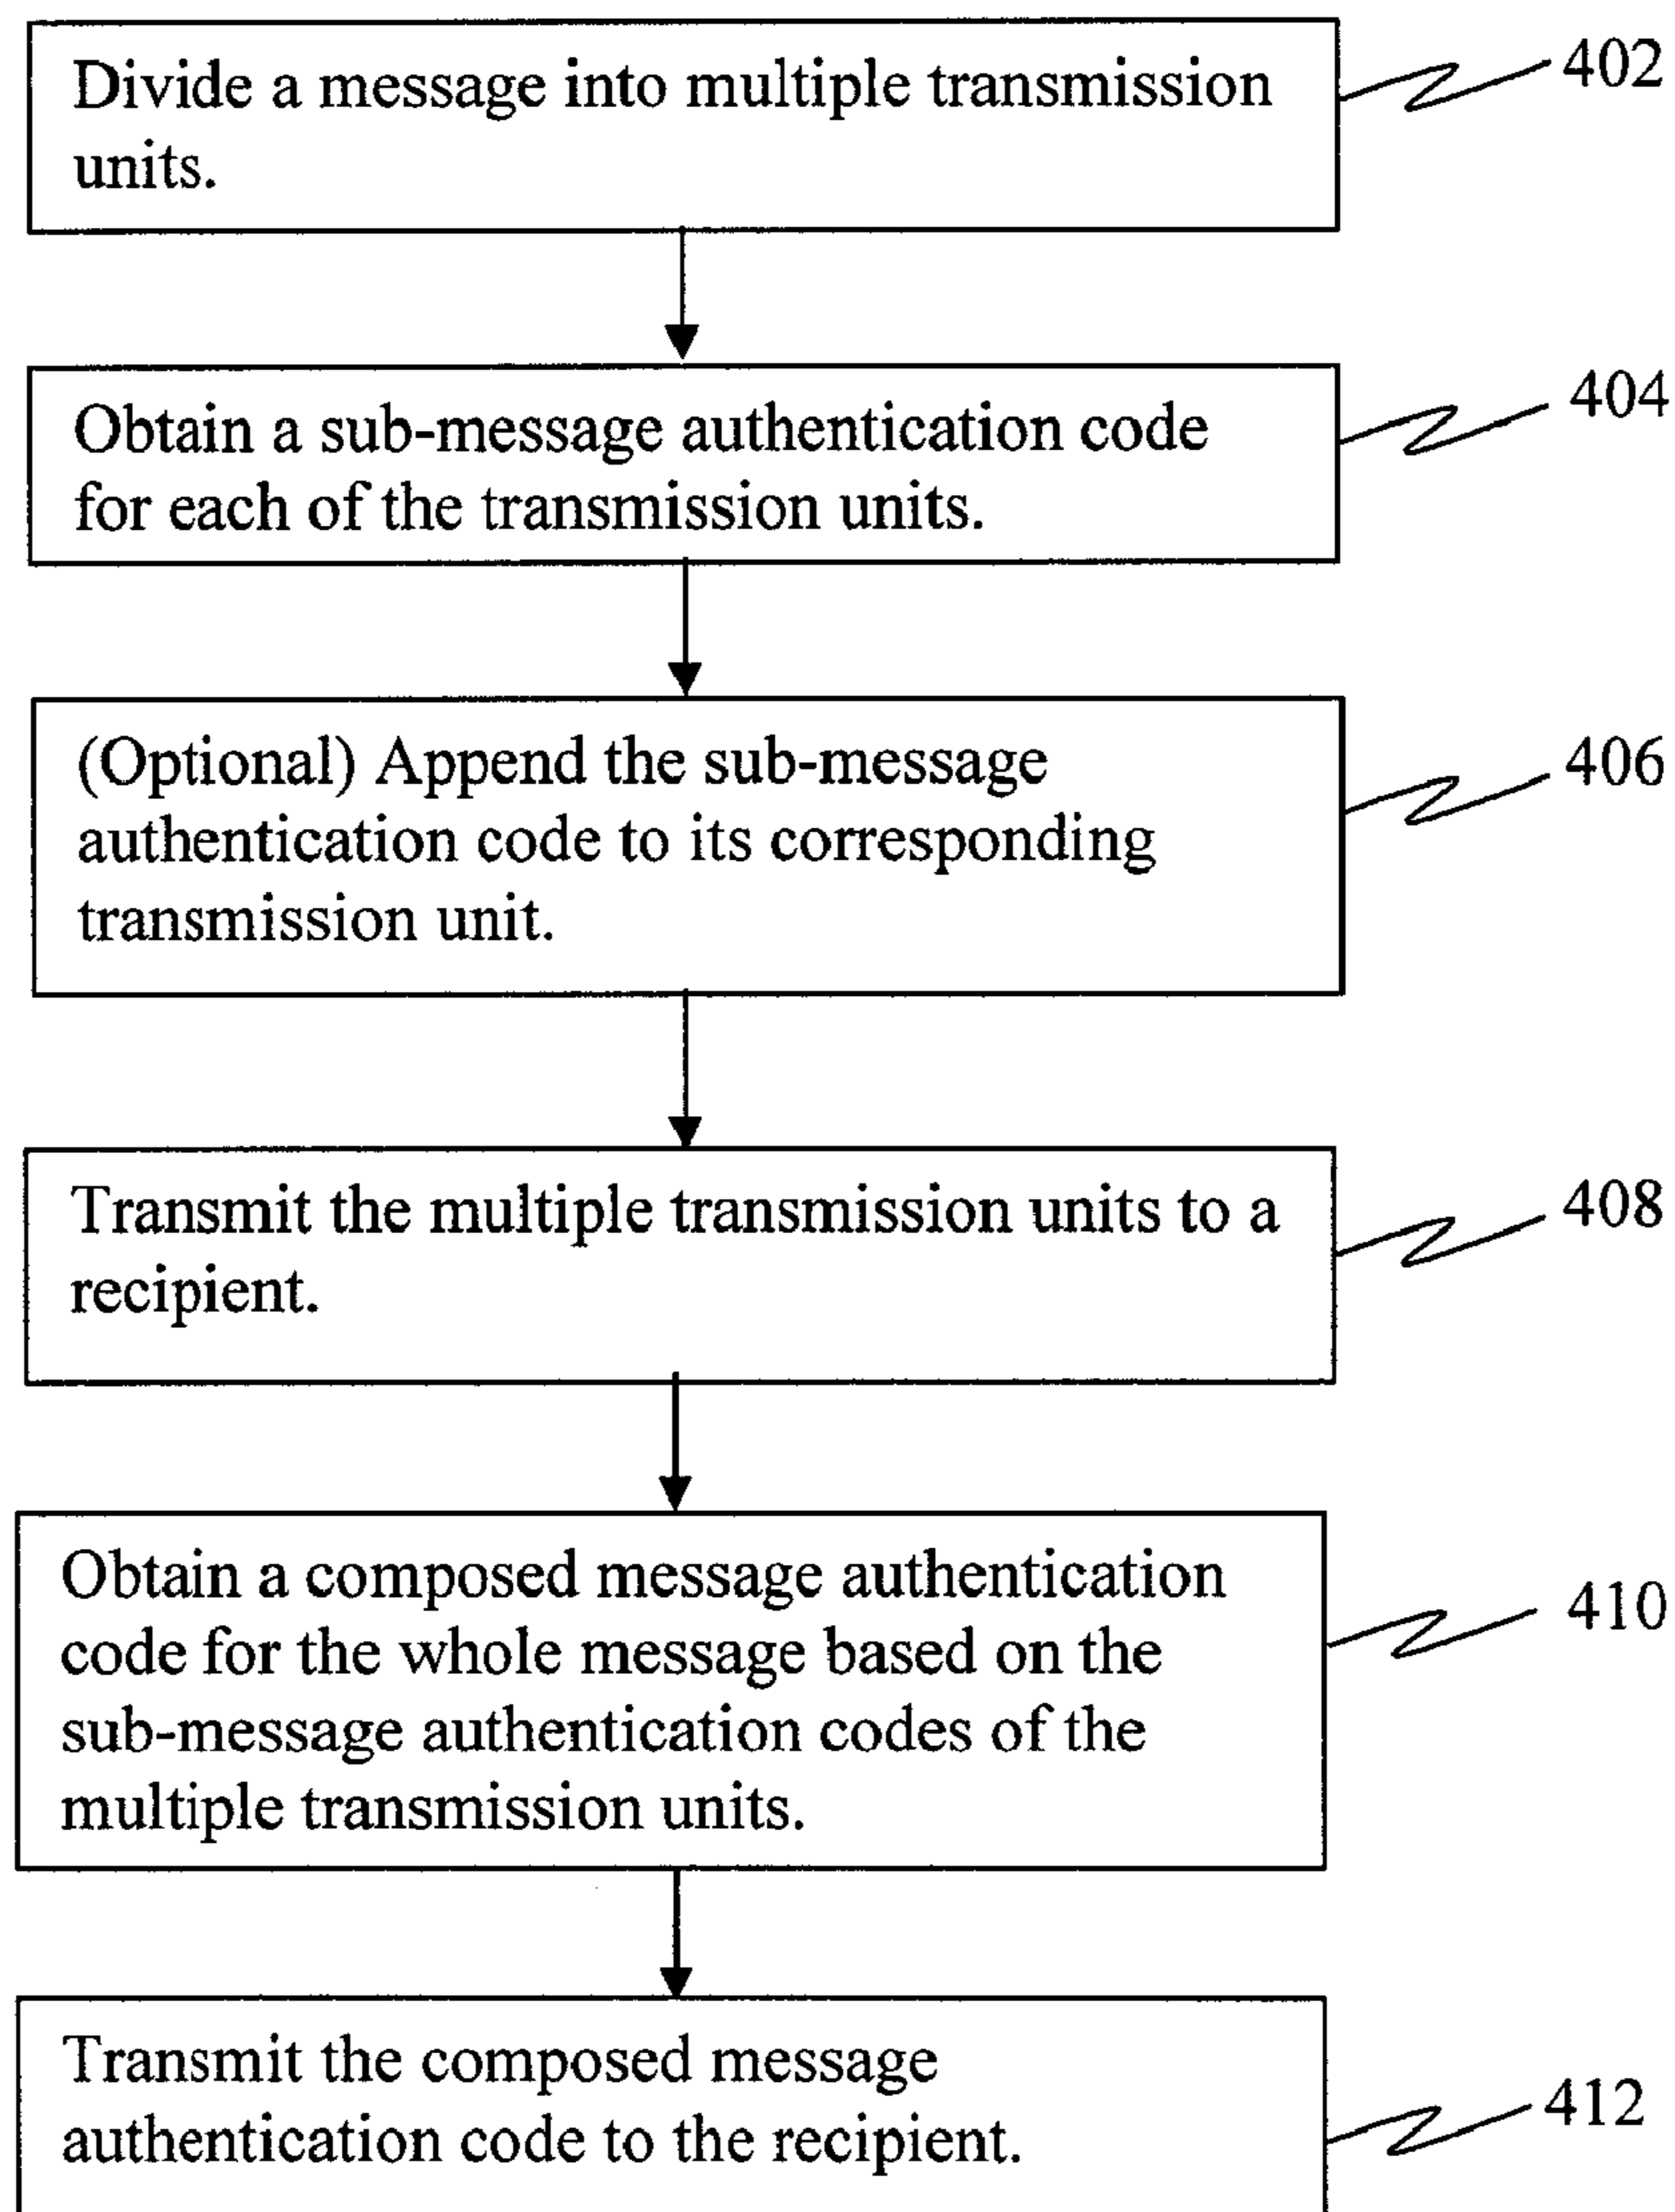 Divide a message into multiple transmission
units.
402
Obtain a sub-message authentication code
for each of the transmission units.
404
(Optional) Append the sub-message
authentication code to its corresponding
transmission unit.
406
Transmit the multiple transmission units to a
recipient.
408
Obtain a composed message authentication
code for the whole message based on the
sub-message authentication codes of the
multiple transmission units.
410
Transmit the composed message
authentication code to the recipient.
412